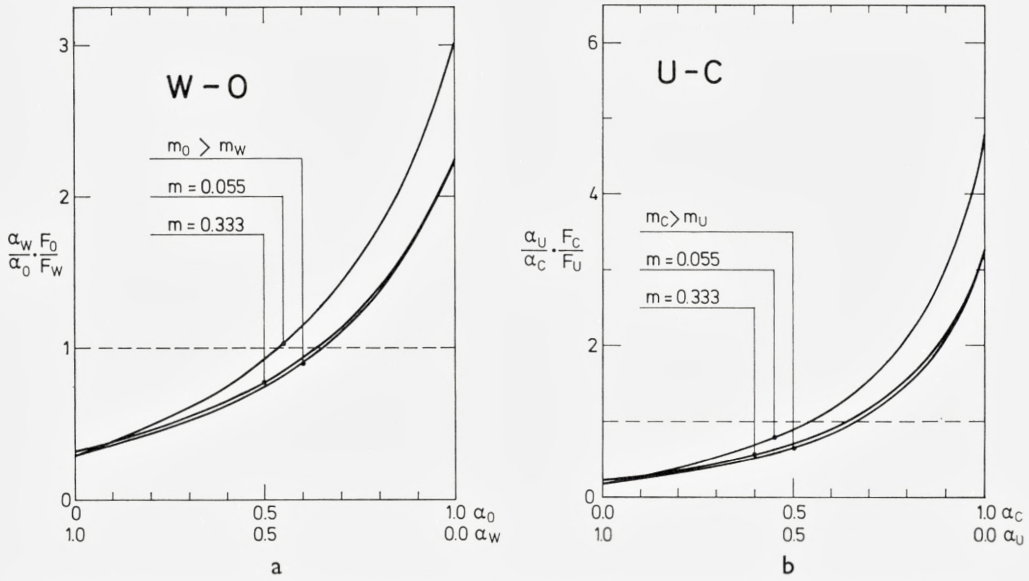 W – O
3
2
1
0
m_O > m_W
m = 0.055
m = 0.333
α_W/α_O · F_O/F_W
0 0.5 1.0 α_O
1.0 0.5 0.0 α_W
a
U – C
6
4
2
0
m_C > m_U
m = 0.055
m = 0.333
α_U/α_C · F_C/F_U
0.0 0.5 1.0 α_C
1.0 0.5 0.0 α_U
b